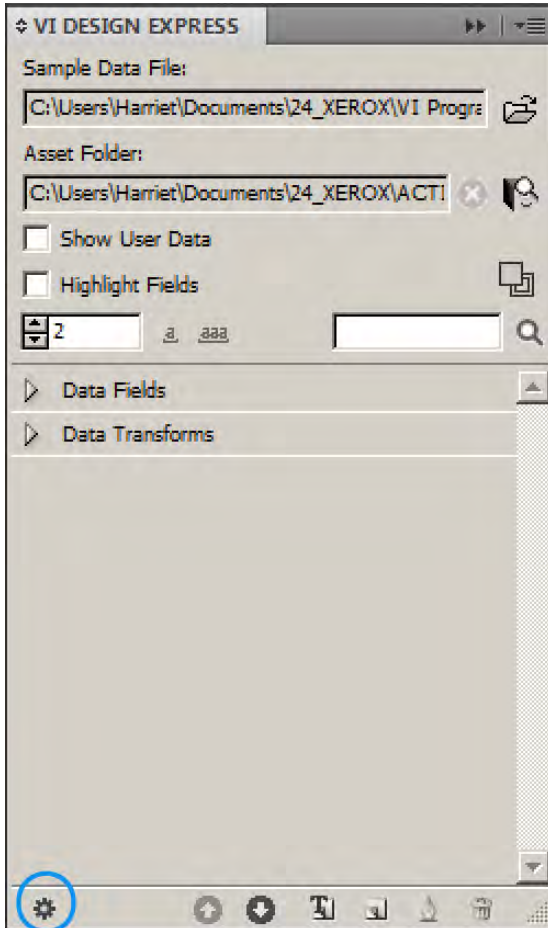 VI DESIGN EXPRESS
Sample Data File:
C:\Users\Harriet\Documents\24_XEROX\VI Progra
Asset Folder:
C:\Users\Harriet\Documents\24_XEROX\ACTI
Show User Data
Highlight Fields
2 a aaa
Data Fields
Data Transforms